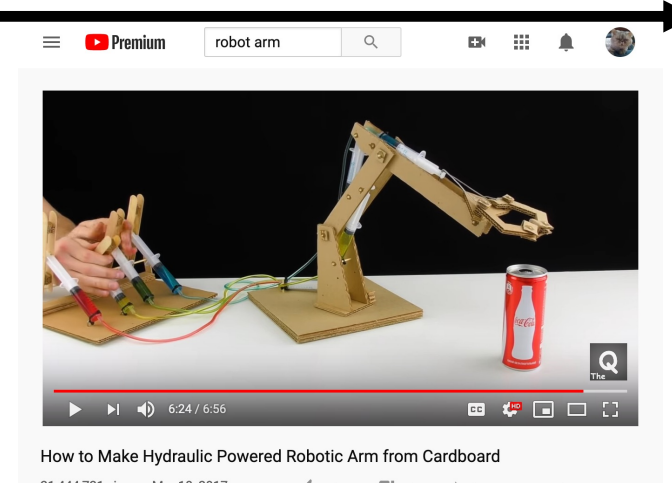 Premium
robot arm
Coca-Cola
The Q
6:24 / 6:56
CC
HD
How to Make Hydraulic Powered Robotic Arm from Cardboard